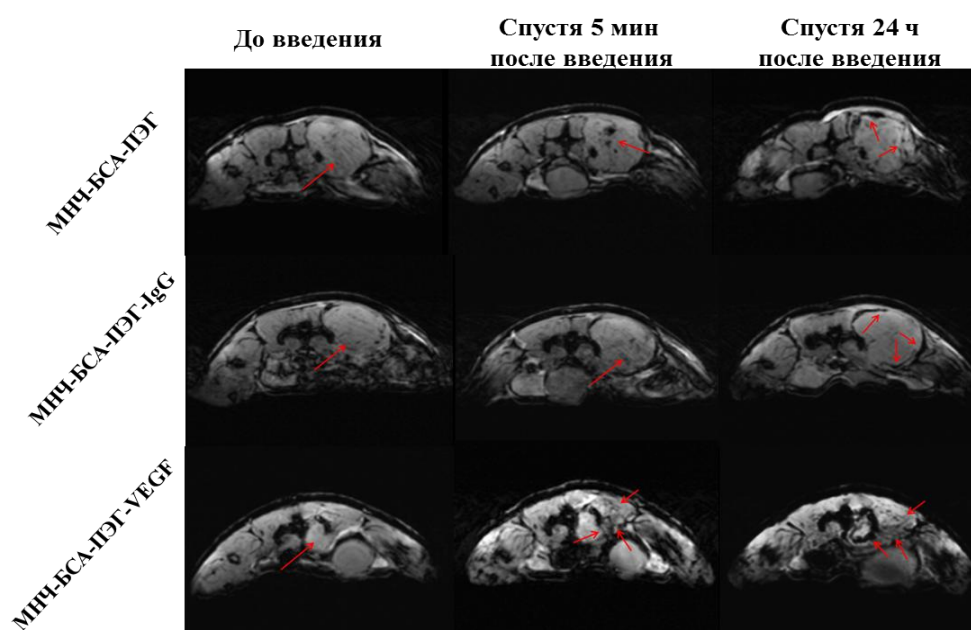 До введения
Спустя 5 мин
после введения
Спустя 24 ч
после введения
МНЧ-БСА-ПЭГ
МНЧ-БСА-ПЭГ-IgG
МНЧ-БСА-ПЭГ-VEGF